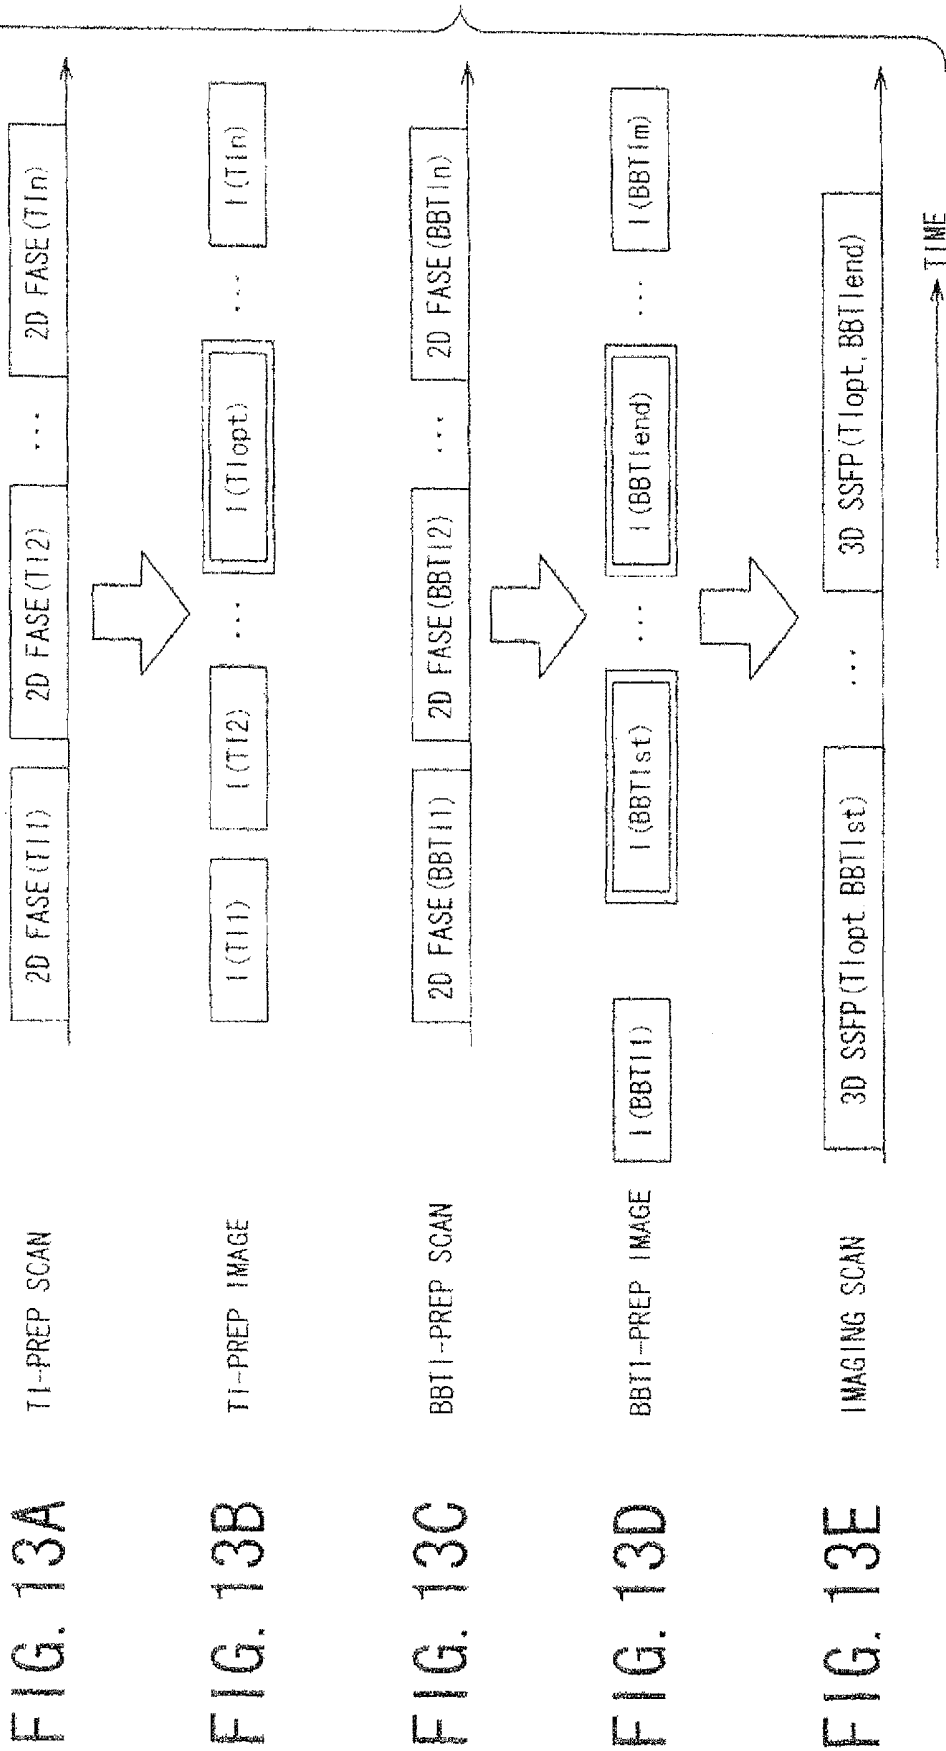 FIG. 13A TI-PREP SCAN 2D FASE(TI1) 2D FASE(TI2) ... 2D FASE(TIn)
FIG. 13B TI-PREP IMAGE I(TI1) I(TI2) ... I(TIopt) ... I(TIn)
FIG. 13C BBTI-PREP SCAN 2D FASE(BBTI1) 2D FASE(BBTI2) ... 2D FASE(BBTIn)
FIG. 13D BBTI-PREP IMAGE I(BBTI1) I(BBTIst) ... I(BBTIend) ... I(BBTIm)
FIG. 13E IMAGING SCAN 3D SSFP(TIopt, BBTIst) ... 3D SSFP(TIopt, BBTIend)
TIME